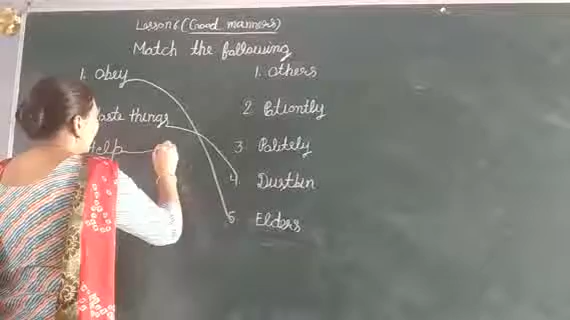 Lesson 6 (Good manners)
Match the following
1. Obey
1. Others
aste things
2. Patiently
Help
3. Politely
4. Dustbin
5. Elders